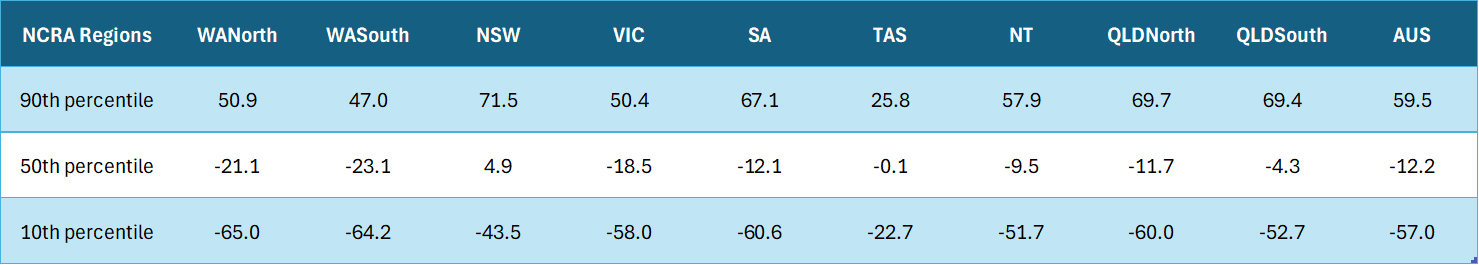 NCRA Regions WANorth WASouth NSW VIC SA TAS NT QLDNorth QLDSouth AUS
90th percentile 50.9 47.0 71.5 50.4 67.1 25.8 57.9 69.7 69.4 59.5
50th percentile -21.1 -23.1 4.9 -18.5 -12.1 -0.1 -9.5 -11.7 -4.3 -12.2
10th percentile -65.0 -64.2 -43.5 -58.0 -60.6 -22.7 -51.7 -60.0 -52.7 -57.0